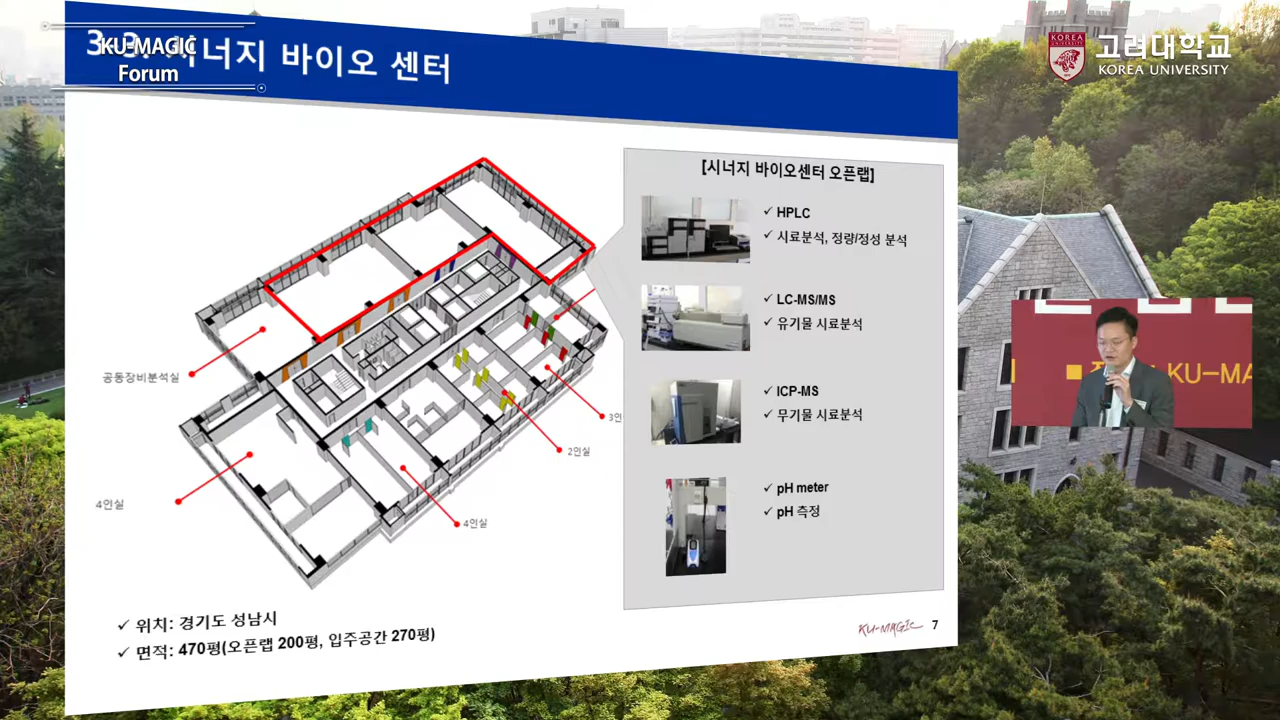 KU-MAGIC
Forum
3-3. 시너지 바이오 센터
KOREA
UNIVERSITY
고려대학교
KOREA UNIVERSITY
[시너지 바이오센터 오픈랩]
✓ HPLC
✓ 시료분석, 정량/정성 분석
✓ LC-MS/MS
✓ 유기물 시료분석
✓ ICP-MS
✓ 무기물 시료분석
✓ pH meter
✓ pH 측정
공동장비분석실
3인
2인실
4인실
4인실
✓ 위치: 경기도 성남시
✓ 면적: 470평(오픈랩 200평, 입주공간 270평)
KU-MAGIC
7
KU-MA